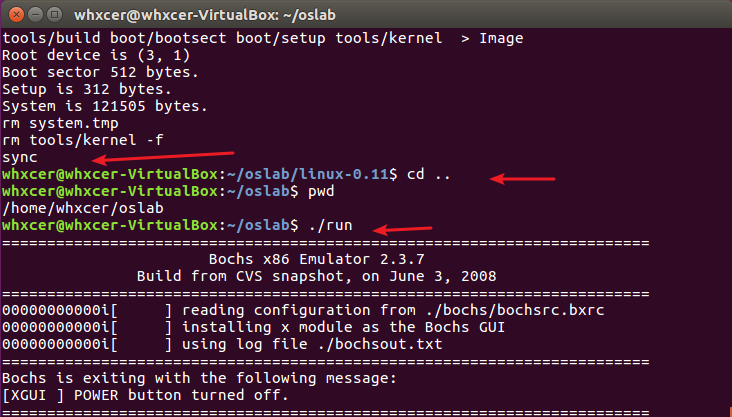 whxcer@whxcer-VirtualBox: ~/oslab
tools/build boot/bootsect boot/setup tools/kernel  > Image
Root device is (3, 1)
Boot sector 512 bytes.
Setup is 312 bytes.
System is 121505 bytes.
rm system.tmp
rm tools/kernel -f
sync
whxcer@whxcer-VirtualBox:~/oslab/linux-0.11$ cd ..
whxcer@whxcer-VirtualBox:~/oslab$ pwd
/home/whxcer/oslab
whxcer@whxcer-VirtualBox:~/oslab$ ./run
========================================================================
                       Bochs x86 Emulator 2.3.7
               Build from CVS snapshot, on June 3, 2008
========================================================================
00000000000i[     ] reading configuration from ./bochs/bochsrc.bxrc
00000000000i[     ] installing x module as the Bochs GUI
00000000000i[     ] using log file ./bochsout.txt
========================================================================
Bochs is exiting with the following message:
[XGUI ] POWER button turned off.
========================================================================